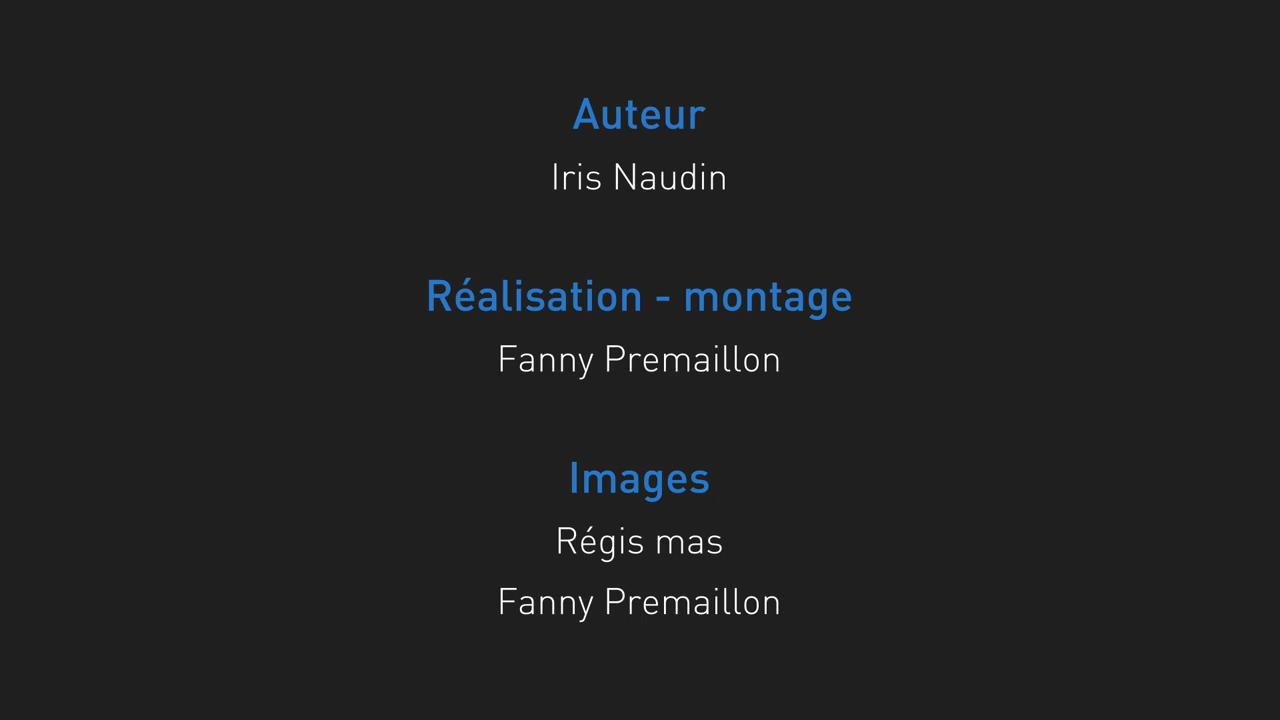 Auteur
Iris Naudin
Réalisation - montage
Fanny Premaillon
Images
Régis mas
Fanny Premaillon